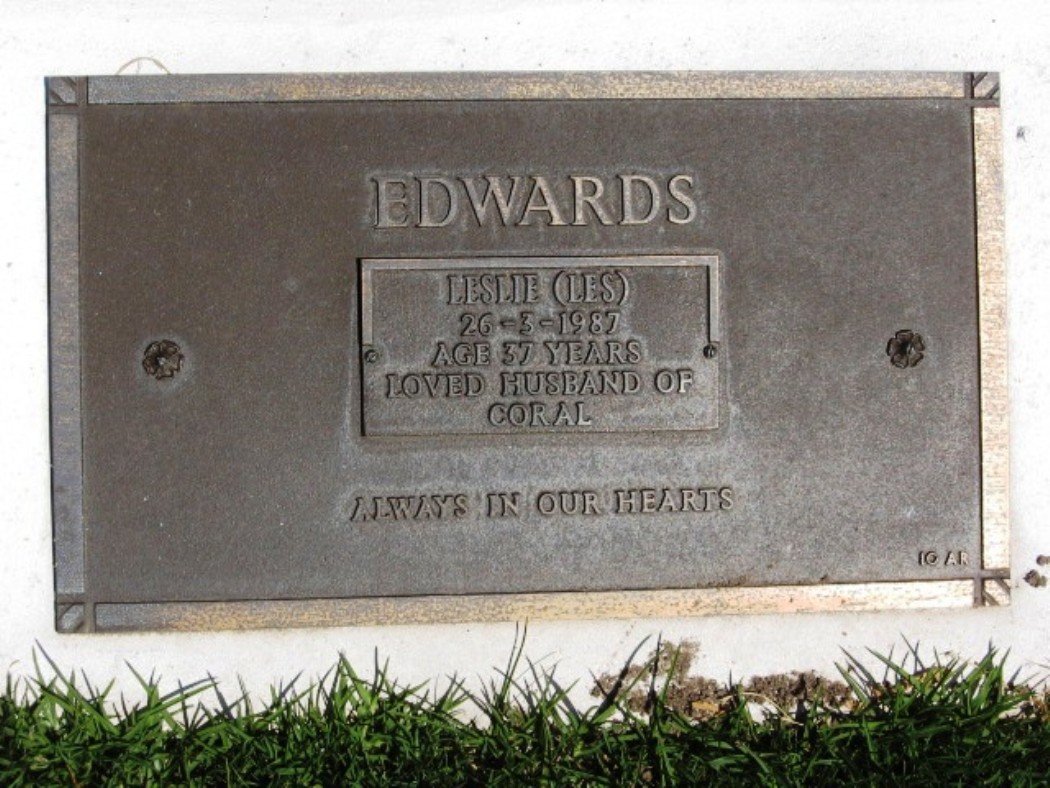 EDWARDS
LESLIE (LES)
26-3-1987
AGE 37 YEARS
LOVED HUSBAND OF
CORAL
ALWAYS IN OUR HEARTS
10 AR